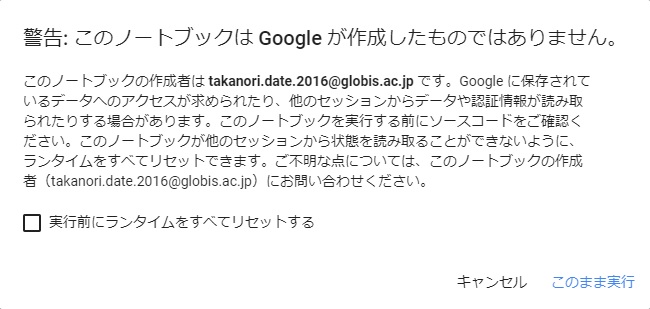 警告: このノートブックは Google が作成したものではありません。
このノートブックの作成者は takanori.date.2016@globis.ac.jp です。Google に保存されて
いるデータへのアクセスが求められたり、他のセッションからデータや認証情報が読み取
られたりする場合があります。このノートブックを実行する前にソースコードをご確認く
ださい。このノートブックが他のセッションから状態を読み取ることができないように、
ランタイムをすべてリセットできます。ご不明な点については、このノートブックの作成
者（takanori.date.2016@globis.ac.jp）にお問い合わせください。
実行前にランタイムをすべてリセットする
キャンセル このまま実行